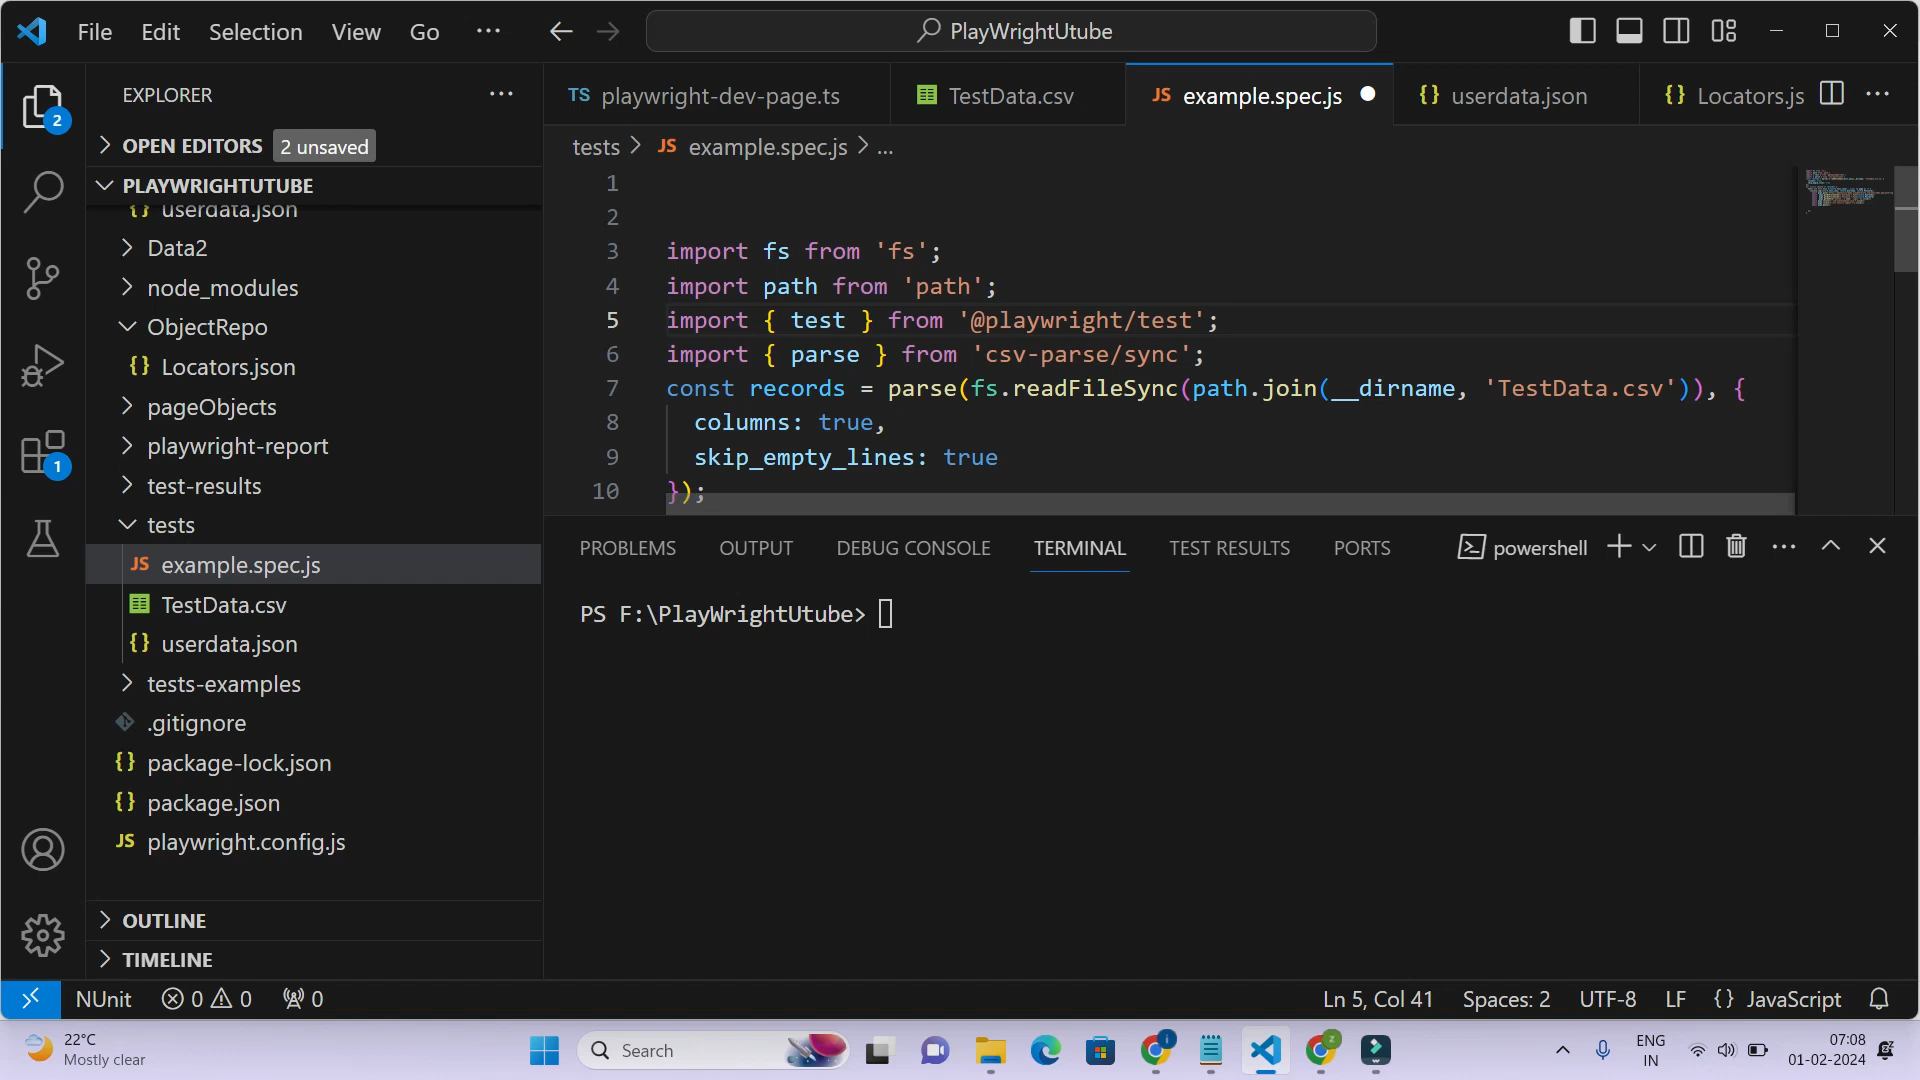 File Edit Selection View Go ··· PlayWrightUtube
EXPLORER
OPEN EDITORS 2 unsaved
PLAYWRIGHTUTUBE
{} userdata.json
Data2
node_modules
ObjectRepo
{} Locators.json
pageObjects
playwright-report
test-results
tests
JS example.spec.js
TestData.csv
{} userdata.json
tests-examples
.gitignore
{} package-lock.json
{} package.json
JS playwright.config.js
OUTLINE
TIMELINE
2
1
TS playwright-dev-page.ts TestData.csv JS example.spec.js {} userdata.json {} Locators.js
tests > JS example.spec.js > ...
1
2
3 import fs from 'fs';
4 import path from 'path';
5 import { test } from '@playwright/test';
6 import { parse } from 'csv-parse/sync';
7 const records = parse(fs.readFileSync(path.join(__dirname, 'TestData.csv')), {
8 columns: true,
9 skip_empty_lines: true
10 });
PROBLEMS OUTPUT DEBUG CONSOLE TERMINAL TEST RESULTS PORTS powershell
PS F:\PlayWrightUtube>
NUnit 0 0 0 Ln 5, Col 41 Spaces: 2 UTF-8 LF {} JavaScript
22°C
Mostly clear
Search
ENG
IN
07:08
01-02-2024